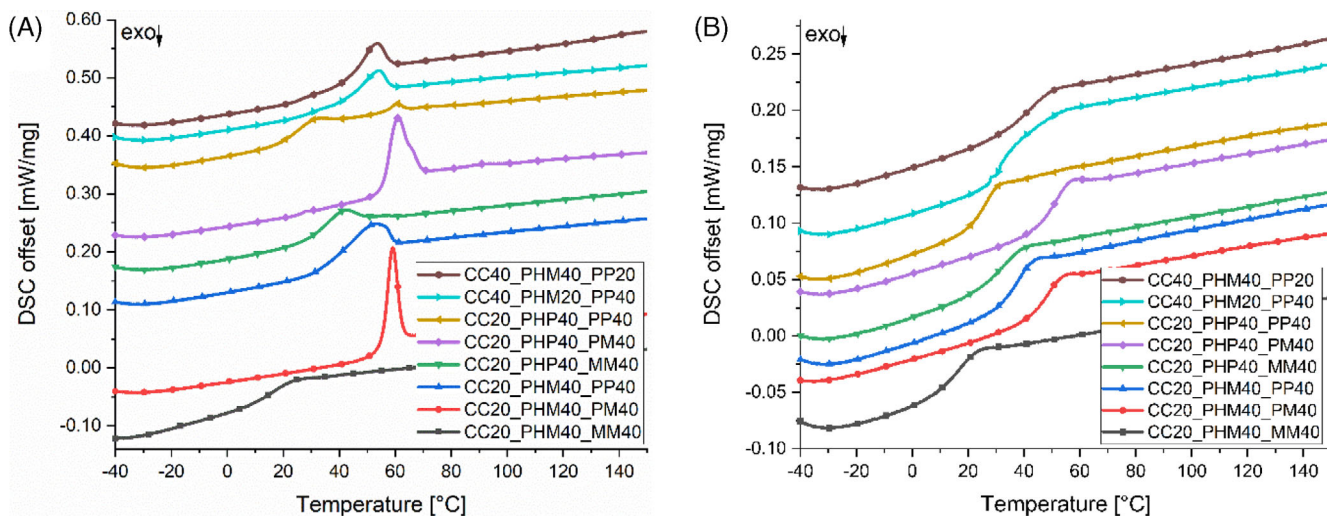 (A)
exo↓
0.60
0.50
0.40
0.30
0.20
0.10
0.00
-0.10
DSC offset [mW/mg]
-40 -20 0 20 40 60 80 100 120 140
Temperature [°C]
CC40_PHM40_PP20
CC40_PHM20_PP40
CC20_PHP40_PP40
CC20_PHP40_PM40
CC20_PHP40_MM40
CC20_PHM40_PP40
CC20_PHM40_PM40
CC20_PHM40_MM40
(B)
exo↓
0.25
0.20
0.15
0.10
0.05
0.00
-0.05
-0.10
DSC offset [mW/mg]
-40 -20 0 20 40 60 80 100 120 140
Temperature [°C]
CC40_PHM40_PP20
CC40_PHM20_PP40
CC20_PHP40_PP40
CC20_PHP40_PM40
CC20_PHP40_MM40
CC20_PHM40_PP40
CC20_PHM40_PM40
CC20_PHM40_MM40